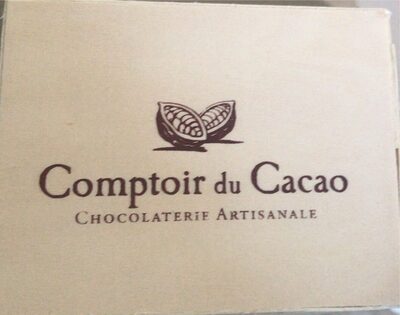 Comptoir du Cacao
CHOCOLATERIE ARTISANALE